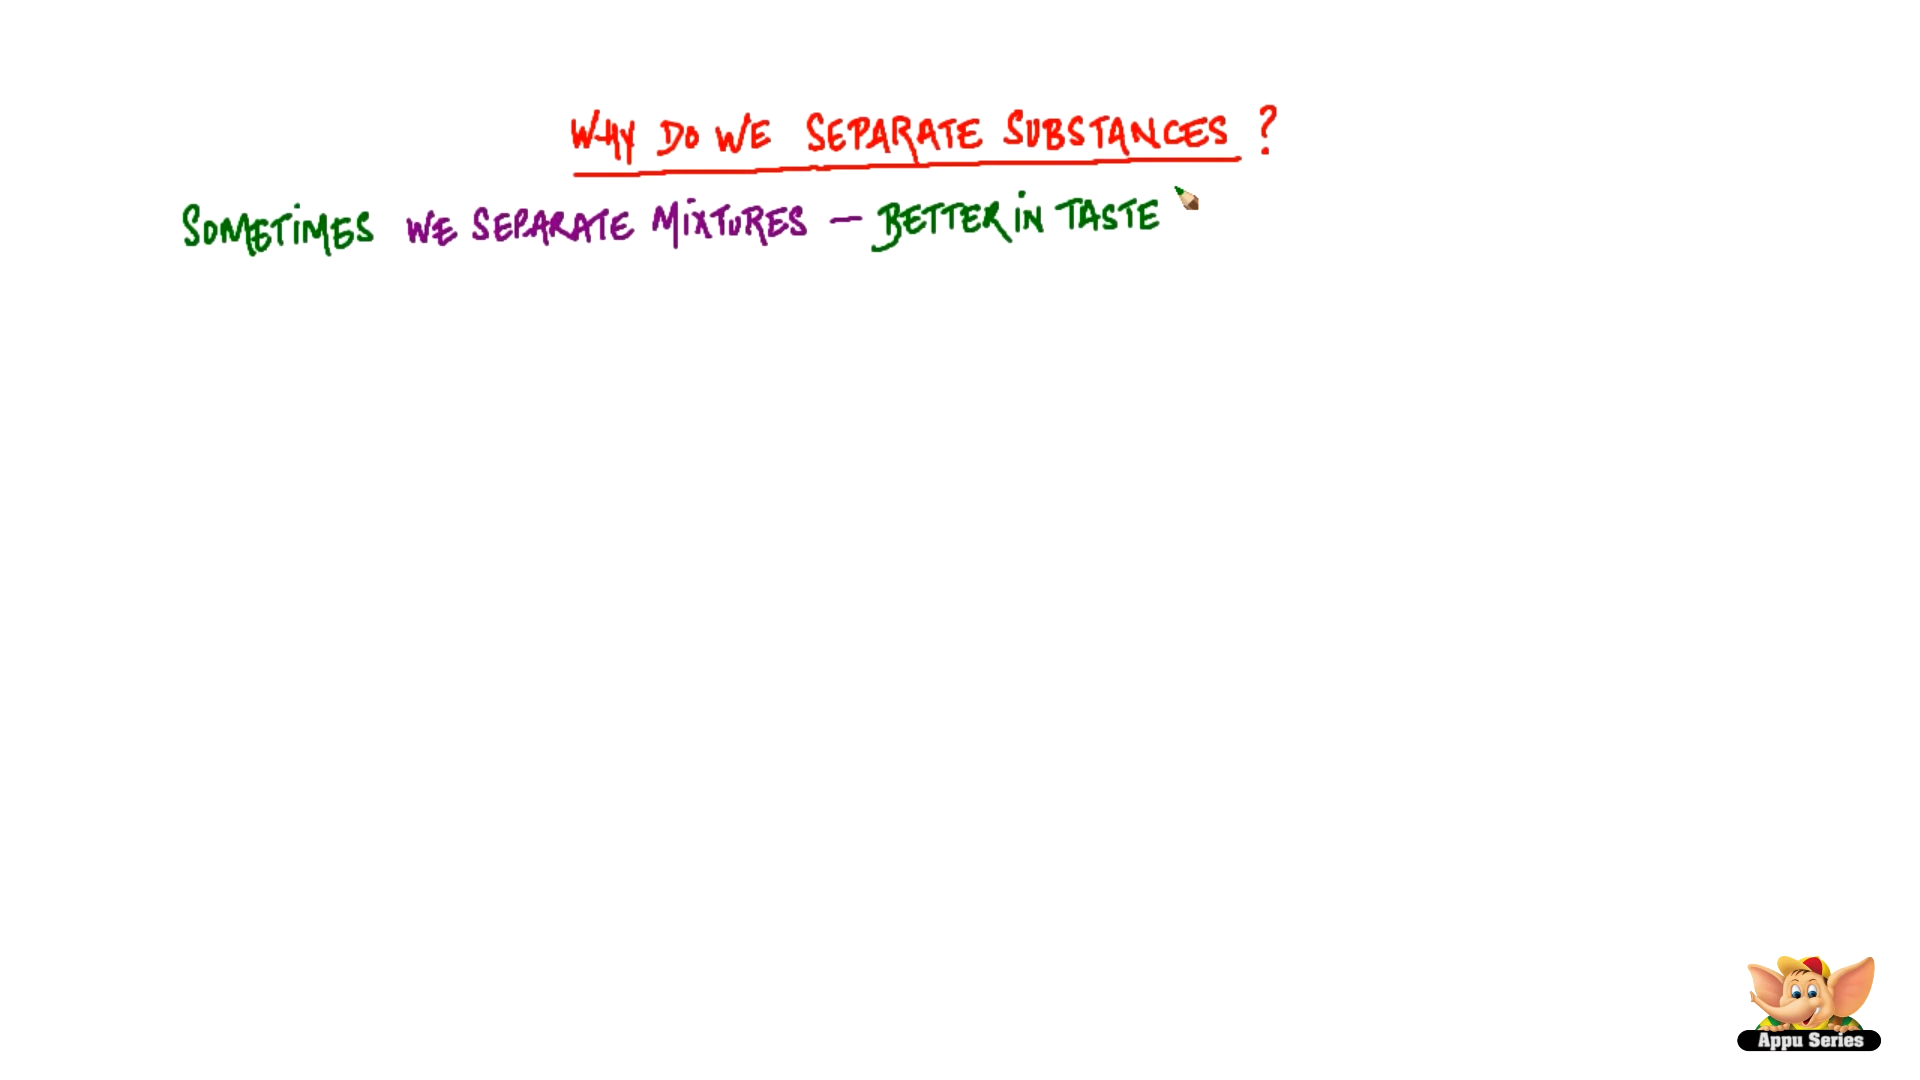 WHY DO WE SEPARATE SUBSTANCES ?
SOMETIMES WE SEPARATE MIXTURES — BETTER IN TASTE
Appu Series